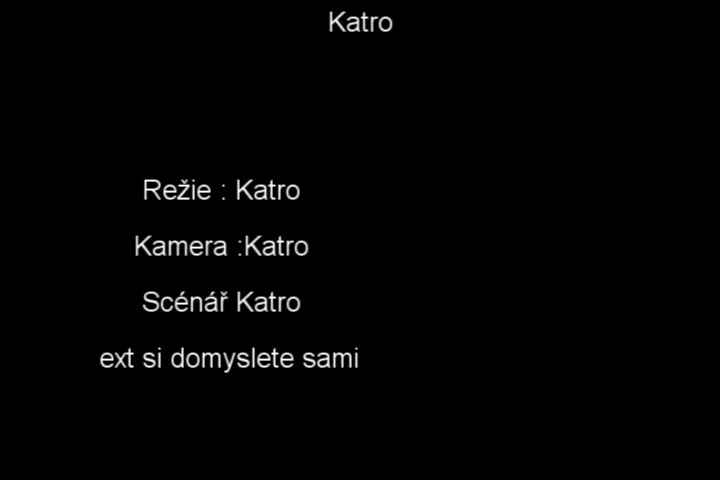 Katro
Režie : Katro
Kamera :Katro
Scénář Katro
ext si domyslete sami